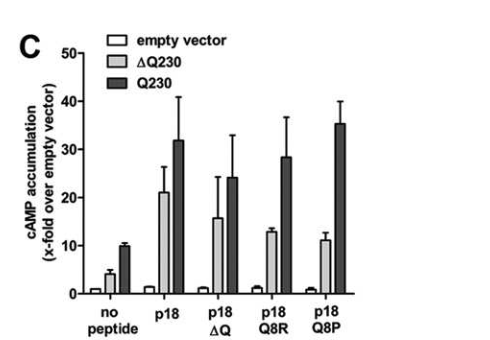 C
empty vector
ΔQ230
Q230
cAMP accumulation
(x-fold over empty vector)
50
40
30
20
10
0
no
peptide
p18
p18
ΔQ
p18
Q8R
p18
Q8P